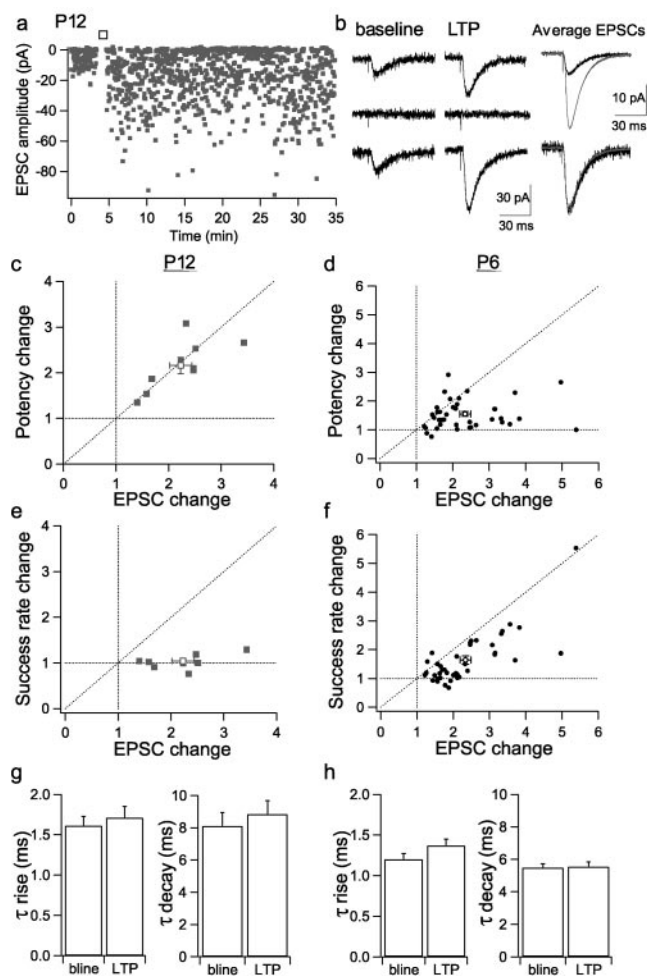 a P12
EPSC amplitude (pA)
0
-20
-40
-60
-80
0 5 10 15 20 25 30 35
Time (min)
b baseline LTP Average EPSCs
10 pA
30 ms
30 pA
30 ms
c P12
Potency change
4
3
2
1
0
0 1 2 3 4
EPSC change
d P6
Potency change
6
5
4
3
2
1
0
0 1 2 3 4 5 6
EPSC change
e
Success rate change
4
3
2
1
0
0 1 2 3 4
EPSC change
f
Success rate change
6
5
4
3
2
1
0
0 1 2 3 4 5 6
EPSC change
g
τ rise (ms)
2.0
1.5
1.0
0.5
0.0
bline LTP
τ decay (ms)
10
8
6
4
2
0
bline LTP
h
τ rise (ms)
2.0
1.5
1.0
0.5
0.0
bline LTP
τ decay (ms)
10
8
6
4
2
0
bline LTP